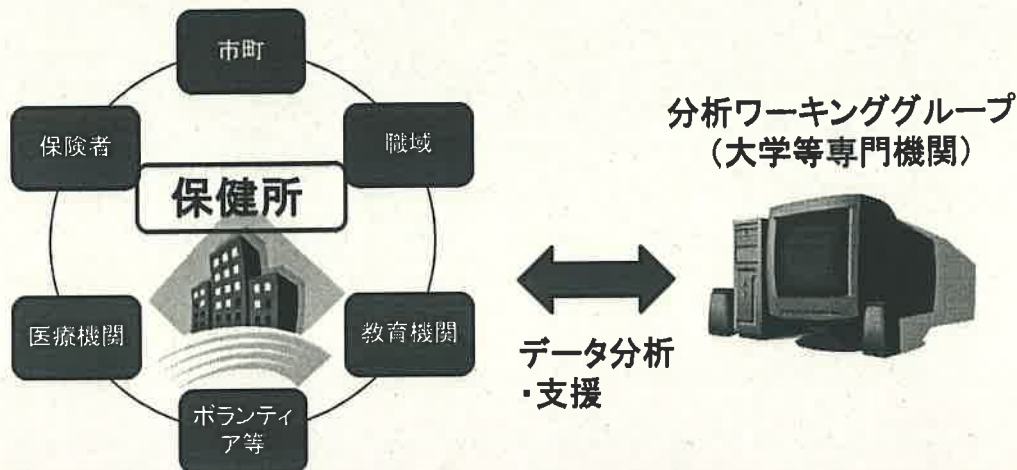 市町
保険者
職域
保健所
医療機関
教育機関
ボランティ
ア等
分析ワーキンググループ
(大学等専門機関)
データ分析
・支援